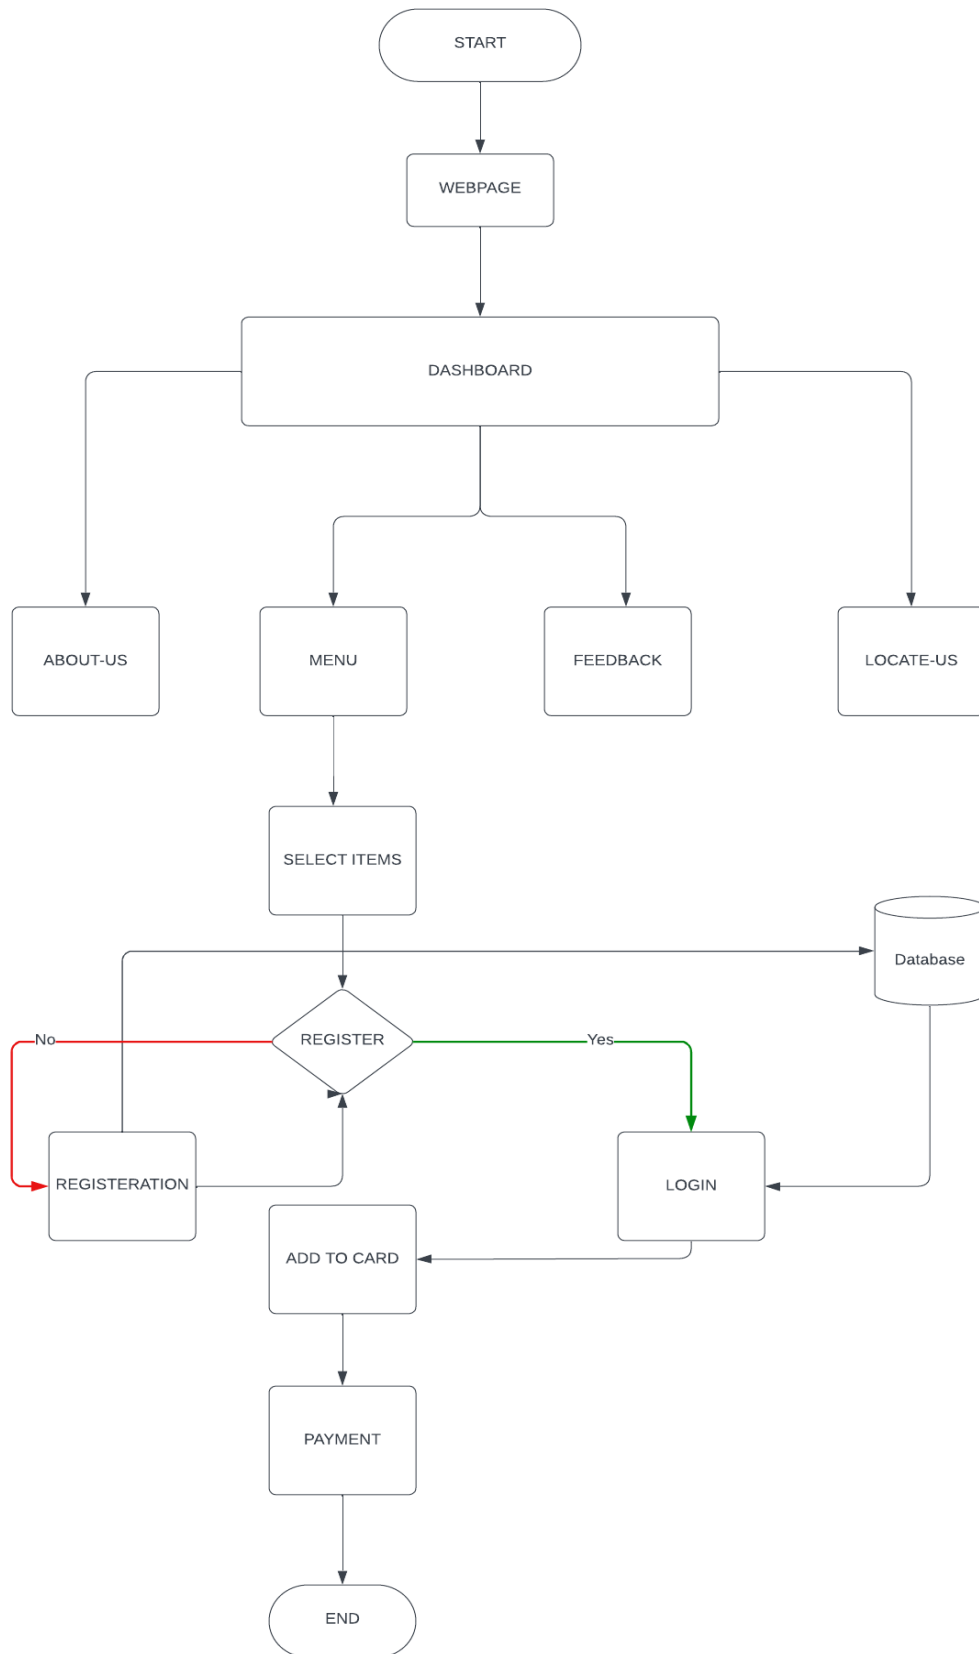 START
WEBPAGE
DASHBOARD
ABOUT-US
MENU
FEEDBACK
LOCATE-US
SELECT ITEMS
Database
REGISTER
No
Yes
REGISTERATION
LOGIN
ADD TO CARD
PAYMENT
END